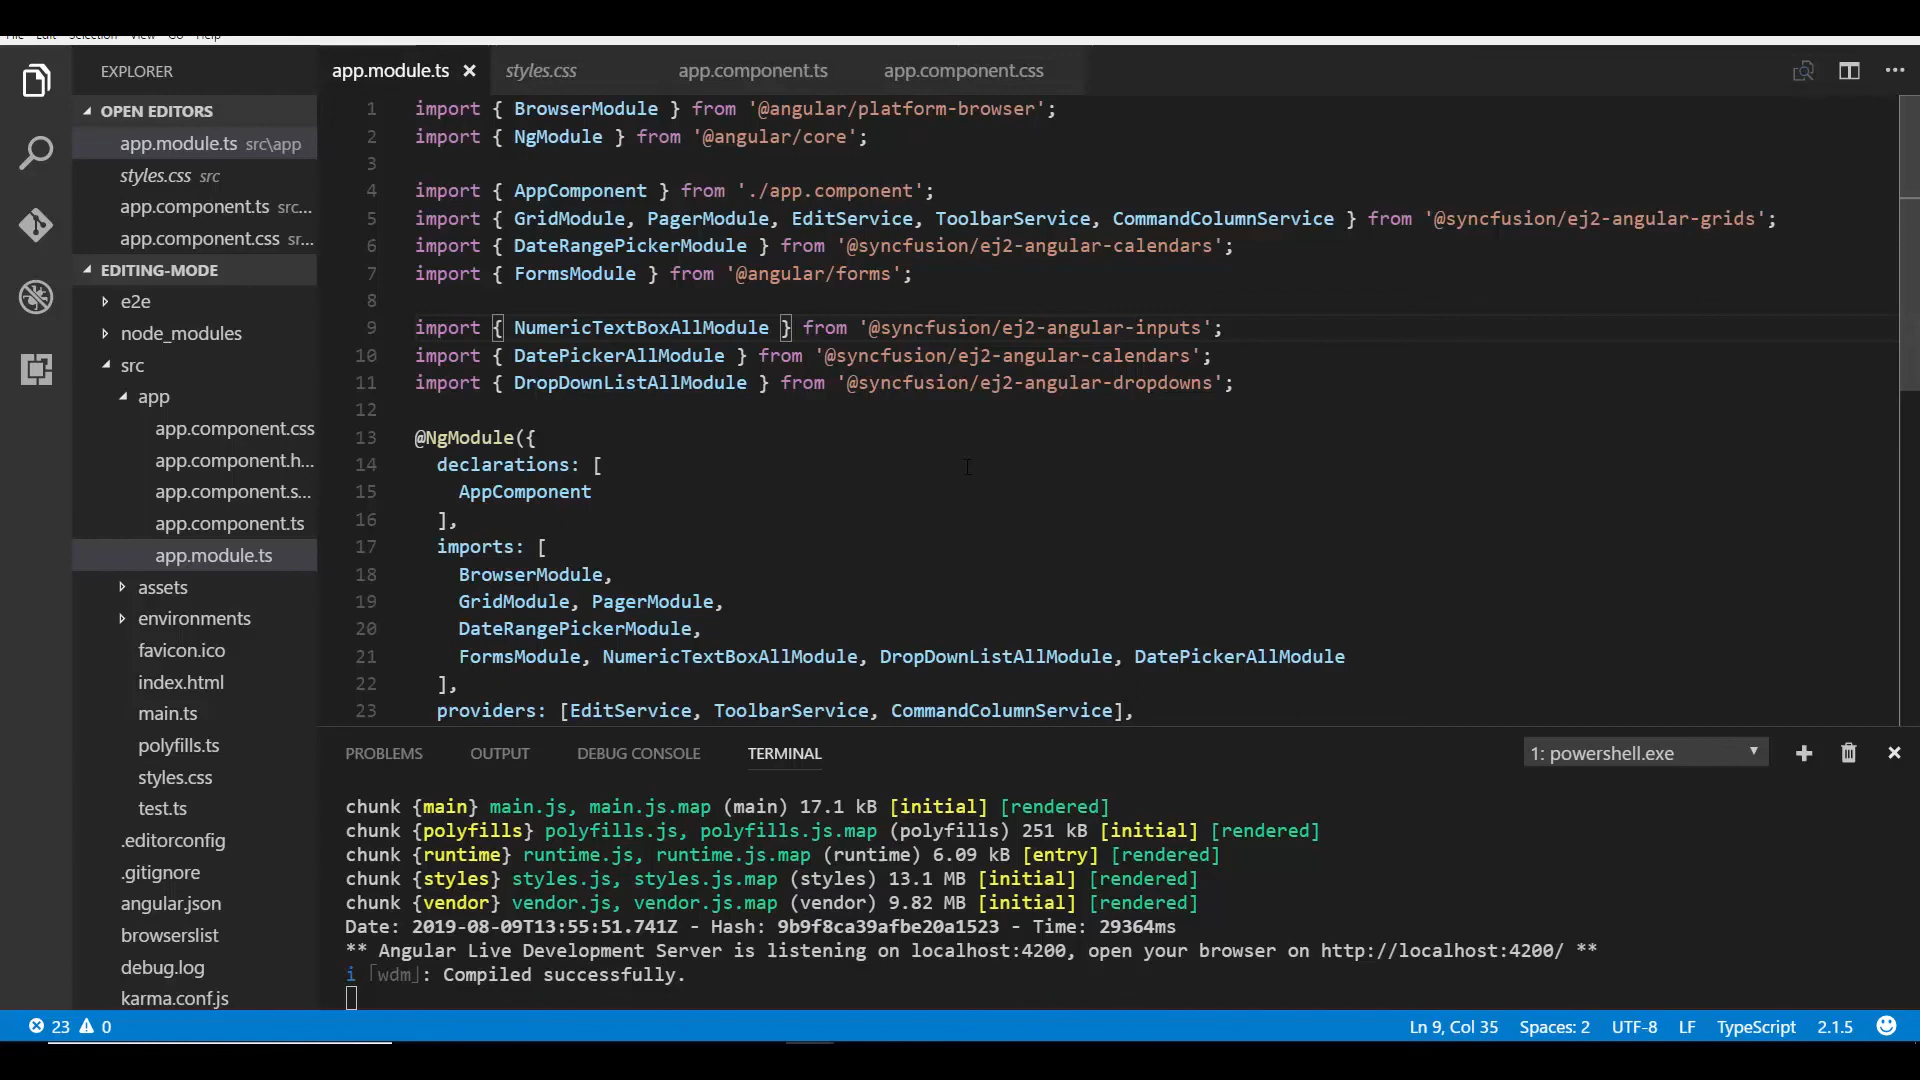 File Edit Selection View Go Help
EXPLORER
OPEN EDITORS
app.module.ts src\app
styles.css src
app.component.ts src...
app.component.css sr...
EDITING-MODE
e2e
node_modules
src
app
app.component.css
app.component.h...
app.component.s...
app.component.ts
app.module.ts
assets
environments
favicon.ico
index.html
main.ts
polyfills.ts
styles.css
test.ts
.editorconfig
.gitignore
angular.json
browserslist
debug.log
karma.conf.js
app.module.ts styles.css app.component.ts app.component.css
1 import { BrowserModule } from '@angular/platform-browser';
2 import { NgModule } from '@angular/core';
3
4 import { AppComponent } from './app.component';
5 import { GridModule, PagerModule, EditService, ToolbarService, CommandColumnService } from '@syncfusion/ej2-angular-grids';
6 import { DateRangePickerModule } from '@syncfusion/ej2-angular-calendars';
7 import { FormsModule } from '@angular/forms';
8
9 import { NumericTextBoxAllModule } from '@syncfusion/ej2-angular-inputs';
10 import { DatePickerAllModule } from '@syncfusion/ej2-angular-calendars';
11 import { DropDownListAllModule } from '@syncfusion/ej2-angular-dropdowns';
12
13 @NgModule({
14 declarations: [
15 AppComponent
16 ],
17 imports: [
18 BrowserModule,
19 GridModule, PagerModule,
20 DateRangePickerModule,
21 FormsModule, NumericTextBoxAllModule, DropDownListAllModule, DatePickerAllModule
22 ],
23 providers: [EditService, ToolbarService, CommandColumnService],
PROBLEMS OUTPUT DEBUG CONSOLE TERMINAL 1: powershell.exe
chunk {main} main.js, main.js.map (main) 17.1 kB [initial] [rendered]
chunk {polyfills} polyfills.js, polyfills.js.map (polyfills) 251 kB [initial] [rendered]
chunk {runtime} runtime.js, runtime.js.map (runtime) 6.09 kB [entry] [rendered]
chunk {styles} styles.js, styles.js.map (styles) 13.1 MB [initial] [rendered]
chunk {vendor} vendor.js, vendor.js.map (vendor) 9.82 MB [initial] [rendered]
Date: 2019-08-09T13:55:51.741Z - Hash: 9b9f8ca39afbe20a1523 - Time: 29364ms
** Angular Live Development Server is listening on localhost:4200, open your browser on http://localhost:4200/ **
i ｢wdm｣: Compiled successfully.
23 0 Ln 9, Col 35 Spaces: 2 UTF-8 LF TypeScript 2.1.5